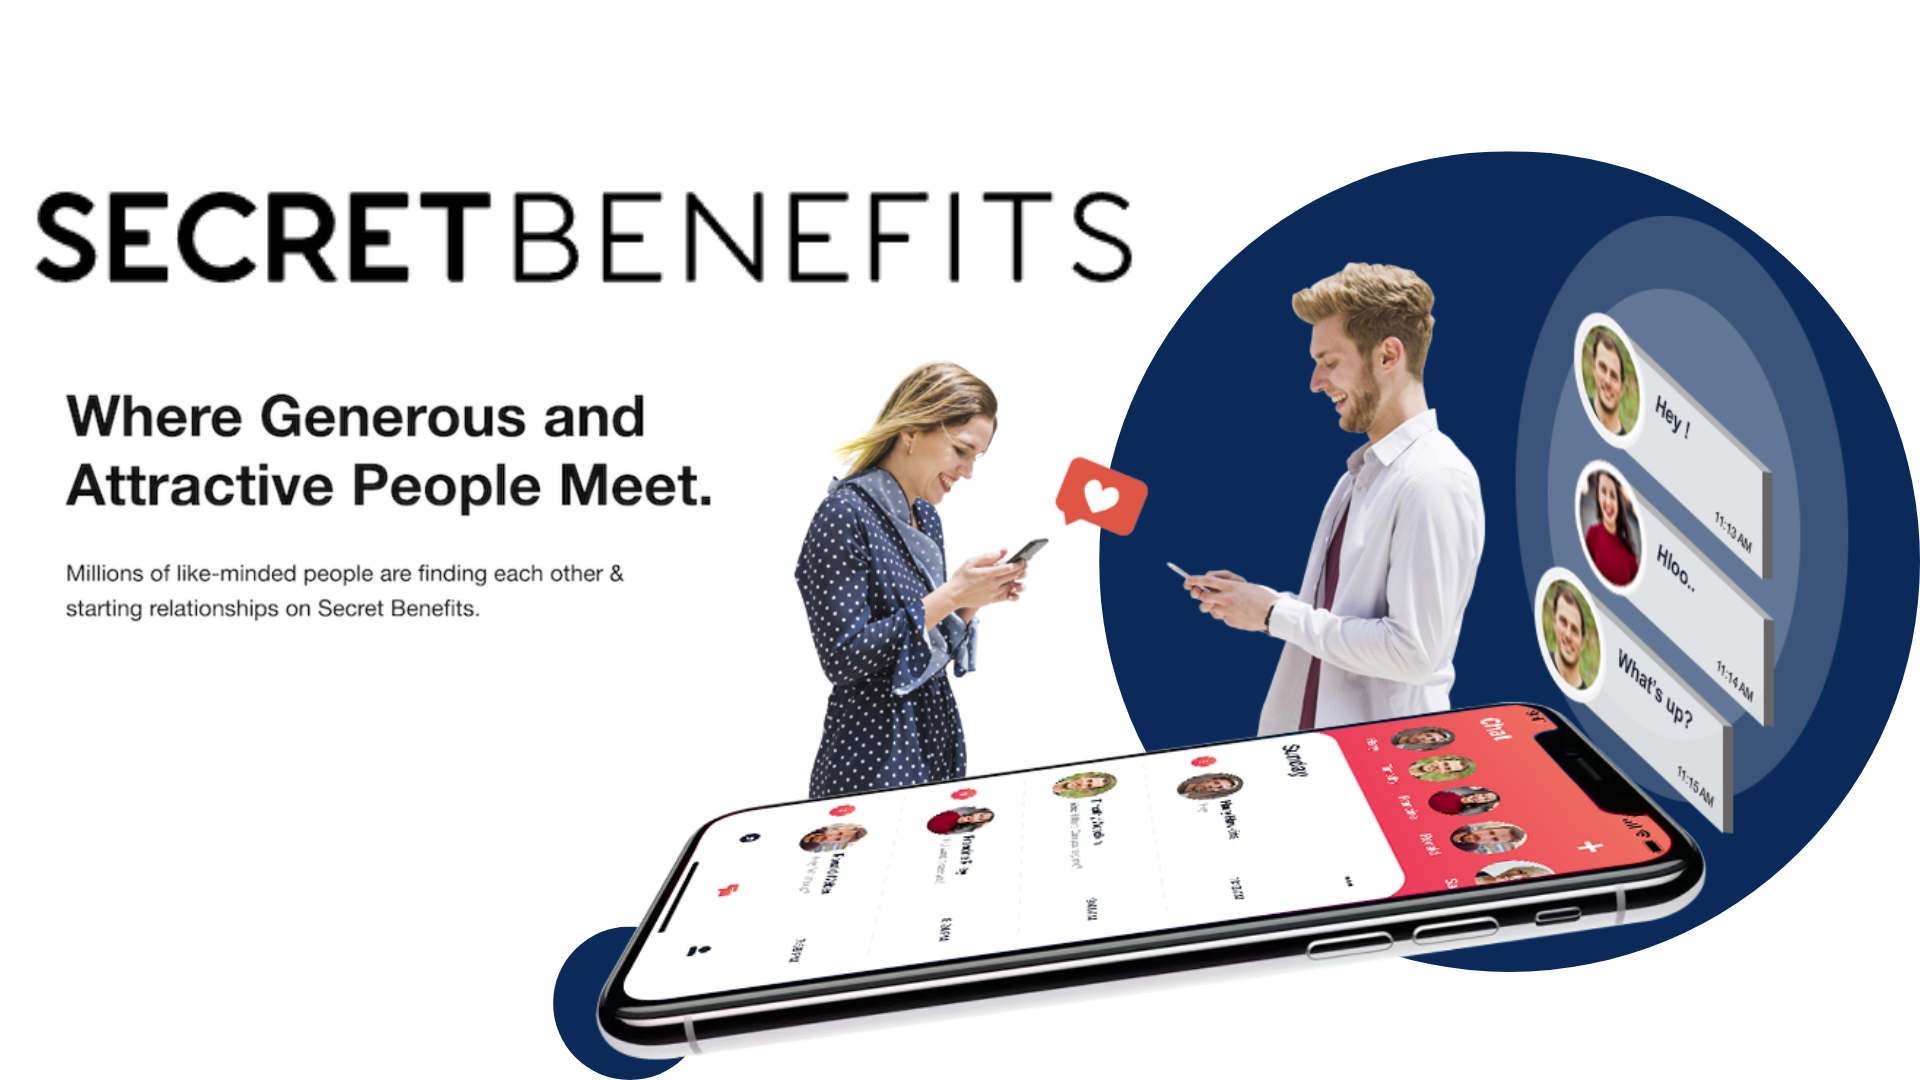 SECRETBENEFITS
Where Generous and
Attractive People Meet.
Millions of like-minded people are finding each other &
starting relationships on Secret Benefits.
Hey !
11:13 AM
Hloo..
11:14 AM
What's up?
11:15 AM
Chat
Sunday